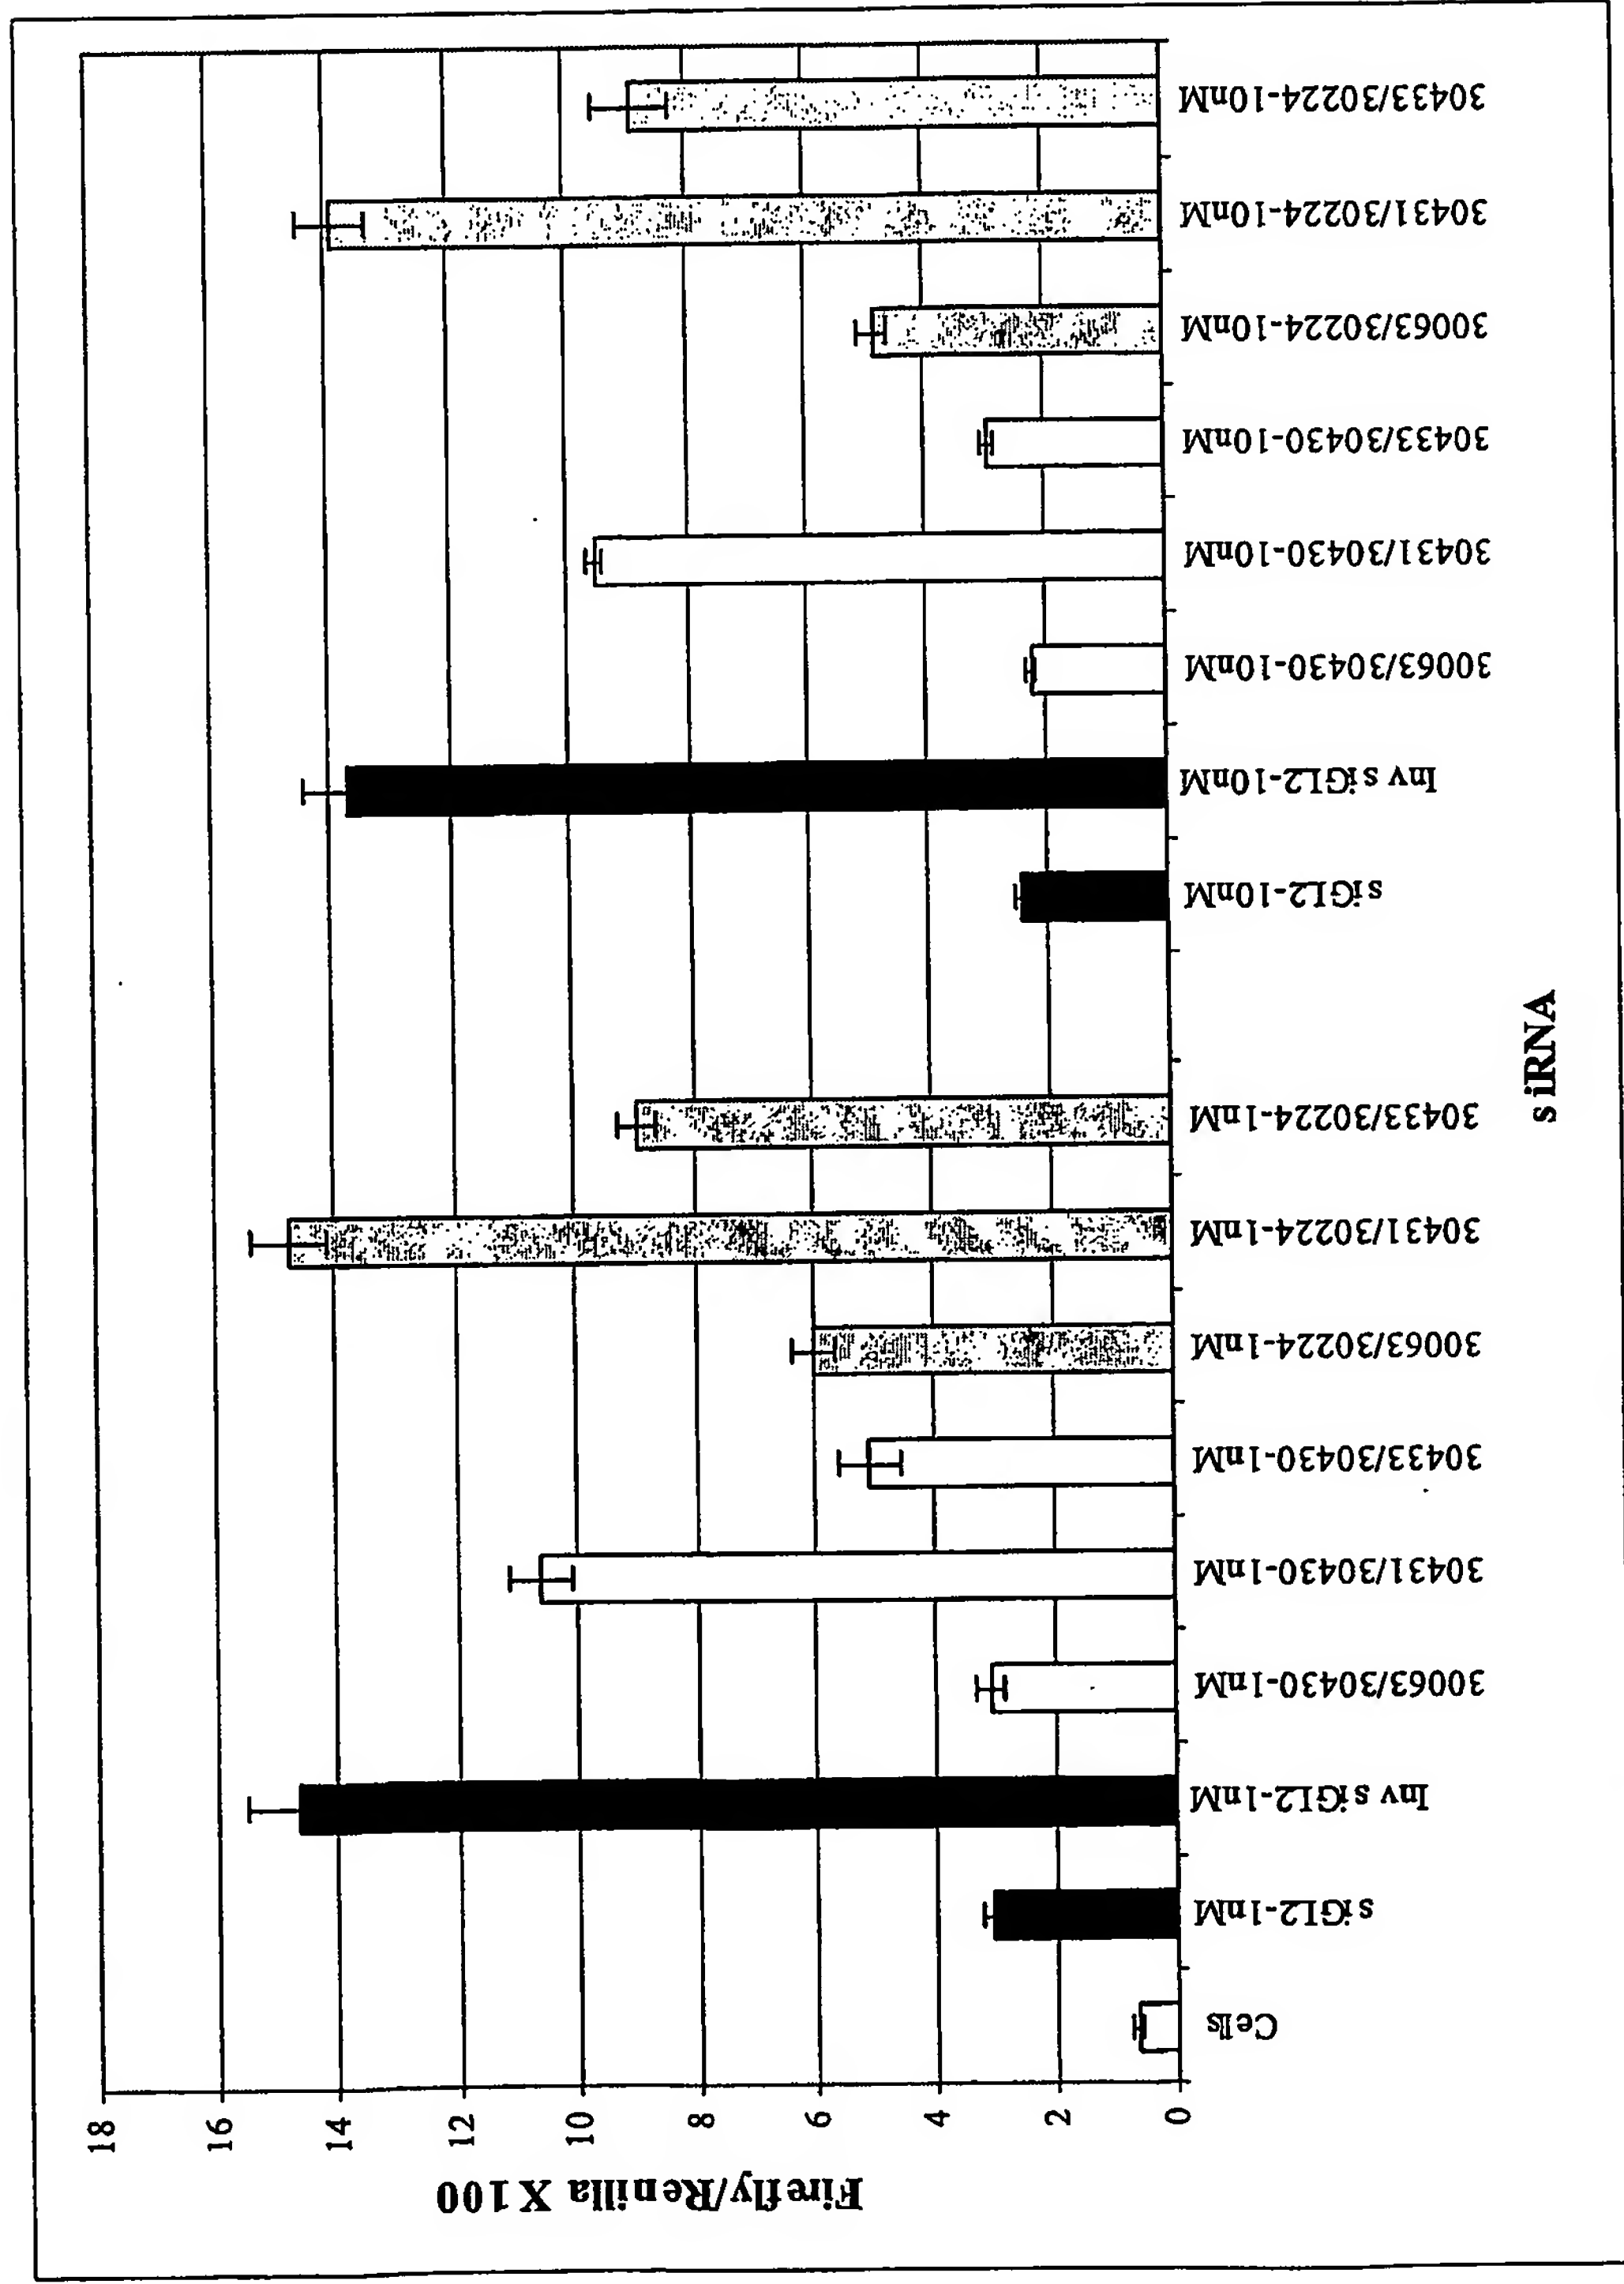 Firefly/Renilla X 100
18
16
14
12
10
8
6
4
2
0
Cells
siGL2-1nM
Inv siGL2-1nM
30063/30430-1nM
30431/30430-1nM
30433/30430-1nM
30063/30224-1nM
30431/30224-1nM
30433/30224-1nM
siGL2-10nM
Inv siGL2-10nM
30063/30430-10nM
30431/30430-10nM
30433/30430-10nM
30063/30224-10nM
30431/30224-10nM
30433/30224-10nM
siRNA